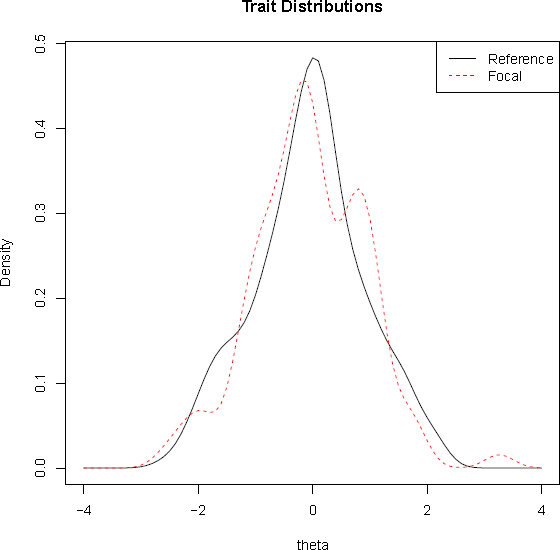 Trait Distributions
Reference
Focal
Density
0.5
0.4
0.3
0.2
0.1
0.0
−4
−2
0
2
4
theta